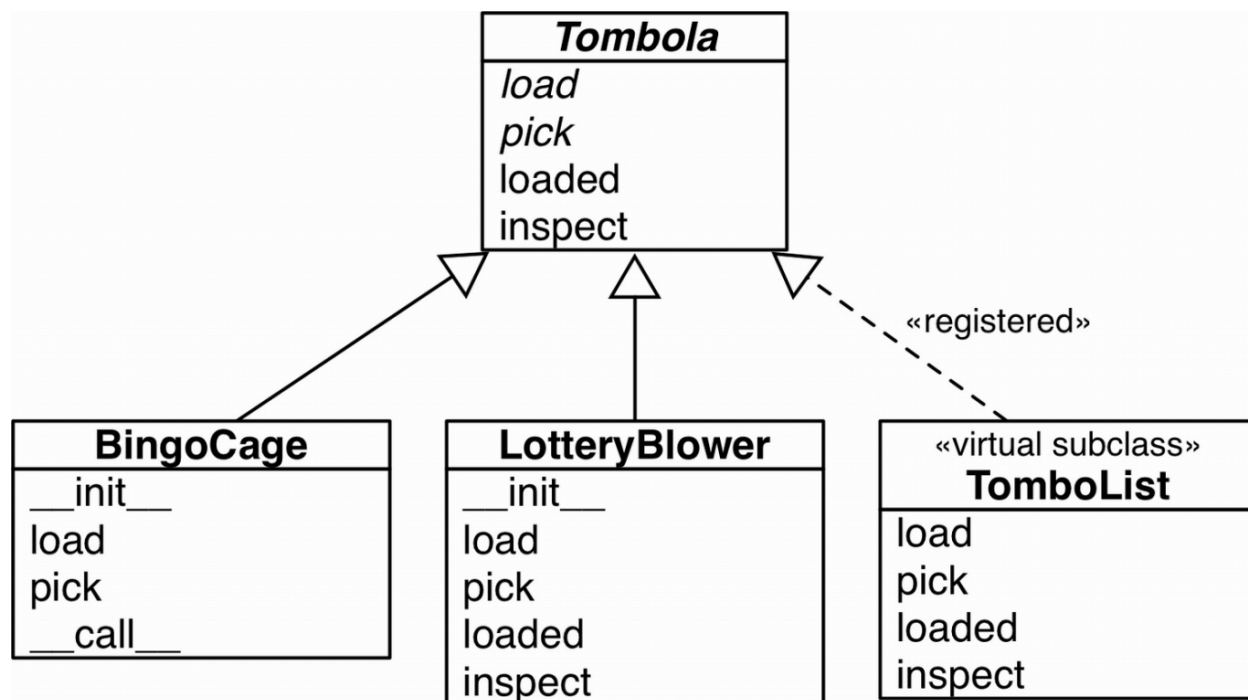 Tombola
load
pick
loaded
inspect
«registered»
BingoCage
__init__
load
pick
__call__
LotteryBlower
__init__
load
pick
loaded
inspect
«virtual subclass»
TomboList
load
pick
loaded
inspect